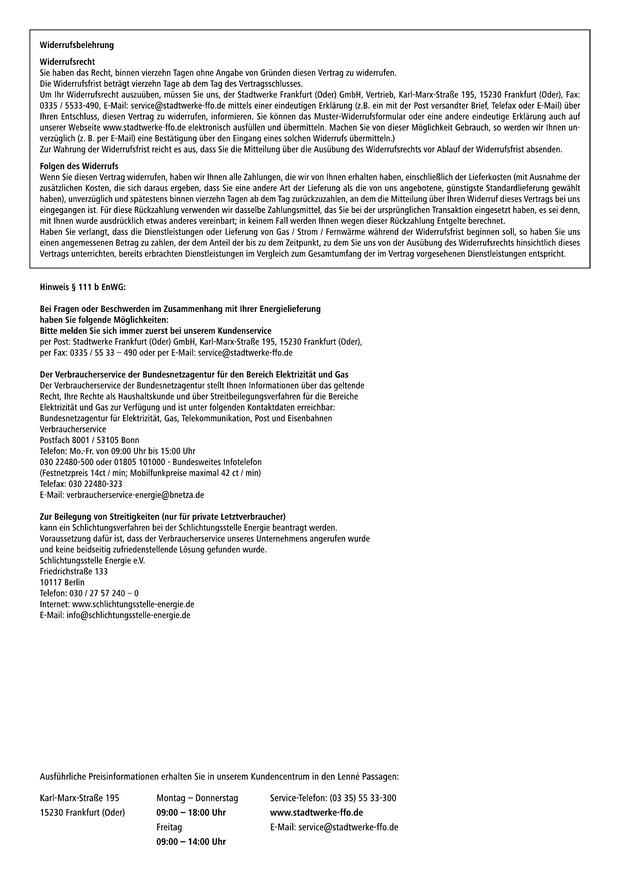 Widerrufsbelehrung
Widerrufsrecht
Sie haben das Recht, binnen vierzehn Tagen ohne Angabe von Gründen diesen Vertrag zu widerrufen.
Die Widerrufsfrist beträgt vierzehn Tage ab dem Tag des Vertragsschlusses.
Um Ihr Widerrufsrecht auszuüben, müssen Sie uns, der Stadtwerke Frankfurt (Oder) GmbH, Vertrieb, Karl-Marx-Straße 195, 15230 Frankfurt (Oder), Fax:
0335 / 5533-490, E-Mail: service@stadtwerke-ffo.de mittels einer eindeutigen Erklärung (z.B. ein mit der Post versandter Brief, Telefax oder E-Mail) über
Ihren Entschluss, diesen Vertrag zu widerrufen, informieren. Sie können das Muster-Widerrufsformular oder eine andere eindeutige Erklärung auch auf
unserer Webseite www.stadtwerke-ffo.de elektronisch ausfüllen und übermitteln. Machen Sie von dieser Möglichkeit Gebrauch, so werden wir Ihnen un-
verzüglich (z. B. per E-Mail) eine Bestätigung über den Eingang eines solchen Widerrufs übermitteln.)
Zur Wahrung der Widerrufsfrist reicht es aus, dass Sie die Mitteilung über die Ausübung des Widerrufsrechts vor Ablauf der Widerrufsfrist absenden.
Folgen des Widerrufs
Wenn Sie diesen Vertrag widerrufen, haben wir Ihnen alle Zahlungen, die wir von Ihnen erhalten haben, einschließlich der Lieferkosten (mit Ausnahme der
zusätzlichen Kosten, die sich daraus ergeben, dass Sie eine andere Art der Lieferung als die von uns angebotene, günstigste Standardlieferung gewählt
haben), unverzüglich und spätestens binnen vierzehn Tagen ab dem Tag zurückzuzahlen, an dem die Mitteilung über Ihren Widerruf dieses Vertrags bei uns
eingegangen ist. Für diese Rückzahlung verwenden wir dasselbe Zahlungsmittel, das Sie bei der ursprünglichen Transaktion eingesetzt haben, es sei denn,
mit Ihnen wurde ausdrücklich etwas anderes vereinbart; in keinem Fall werden Ihnen wegen dieser Rückzahlung Entgelte berechnet.
Haben Sie verlangt, dass die Dienstleistungen oder Lieferung von Gas / Strom / Fernwärme während der Widerrufsfrist beginnen soll, so haben Sie uns
einen angemessenen Betrag zu zahlen, der dem Anteil der bis zu dem Zeitpunkt, zu dem Sie uns von der Ausübung des Widerrufsrechts hinsichtlich dieses
Vertrags unterrichten, bereits erbrachten Dienstleistungen im Vergleich zum Gesamtumfang der im Vertrag vorgesehenen Dienstleistungen entspricht.
Hinweis § 111 b EnWG:
Bei Fragen oder Beschwerden im Zusammenhang mit Ihrer Energielieferung
haben Sie folgende Möglichkeiten:
Bitte melden Sie sich immer zuerst bei unserem Kundenservice
per Post: Stadtwerke Frankfurt (Oder) GmbH, Karl-Marx-Straße 195, 15230 Frankfurt (Oder),
per Fax: 0335 / 55 33 – 490 oder per E-Mail: service@stadtwerke-ffo.de
Der Verbraucherservice der Bundesnetzagentur für den Bereich Elektrizität und Gas
Der Verbraucherservice der Bundesnetzagentur stellt Ihnen Informationen über das geltende
Recht, Ihre Rechte als Haushaltskunde und über Streitbeilegungsverfahren für die Bereiche
Elektrizität und Gas zur Verfügung und ist unter folgenden Kontaktdaten erreichbar:
Bundesnetzagentur für Elektrizität, Gas, Telekommunikation, Post und Eisenbahnen
Verbraucherservice
Postfach 8001 / 53105 Bonn
Telefon: Mo.-Fr. von 09:00 Uhr bis 15:00 Uhr
030 22480-500 oder 01805 101000 - Bundesweites Infotelefon
(Festnetzpreis 14ct / min; Mobilfunkpreise maximal 42 ct / min)
Telefax: 030 22480-323
E-Mail: verbraucherservice-energie@bnetza.de
Zur Beilegung von Streitigkeiten (nur für private Letztverbraucher)
kann ein Schlichtungsverfahren bei der Schlichtungsstelle Energie beantragt werden.
Voraussetzung dafür ist, dass der Verbraucherservice unseres Unternehmens angerufen wurde
und keine beidseitig zufriedenstellende Lösung gefunden wurde.
Schlichtungsstelle Energie e.V.
Friedrichstraße 133
10117 Berlin
Telefon: 030 / 27 57 240 – 0
Internet: www.schlichtungsstelle-energie.de
E-Mail: info@schlichtungsstelle-energie.de
Ausführliche Preisinformationen erhalten Sie in unserem Kundencentrum in den Lenné Passagen:
Karl-Marx-Straße 195 Montag – Donnerstag Service-Telefon: (03 35) 55 33-300
15230 Frankfurt (Oder) 09:00 – 18:00 Uhr www.stadtwerke-ffo.de
Freitag E-Mail: service@stadtwerke-ffo.de
09:00 – 14:00 Uhr